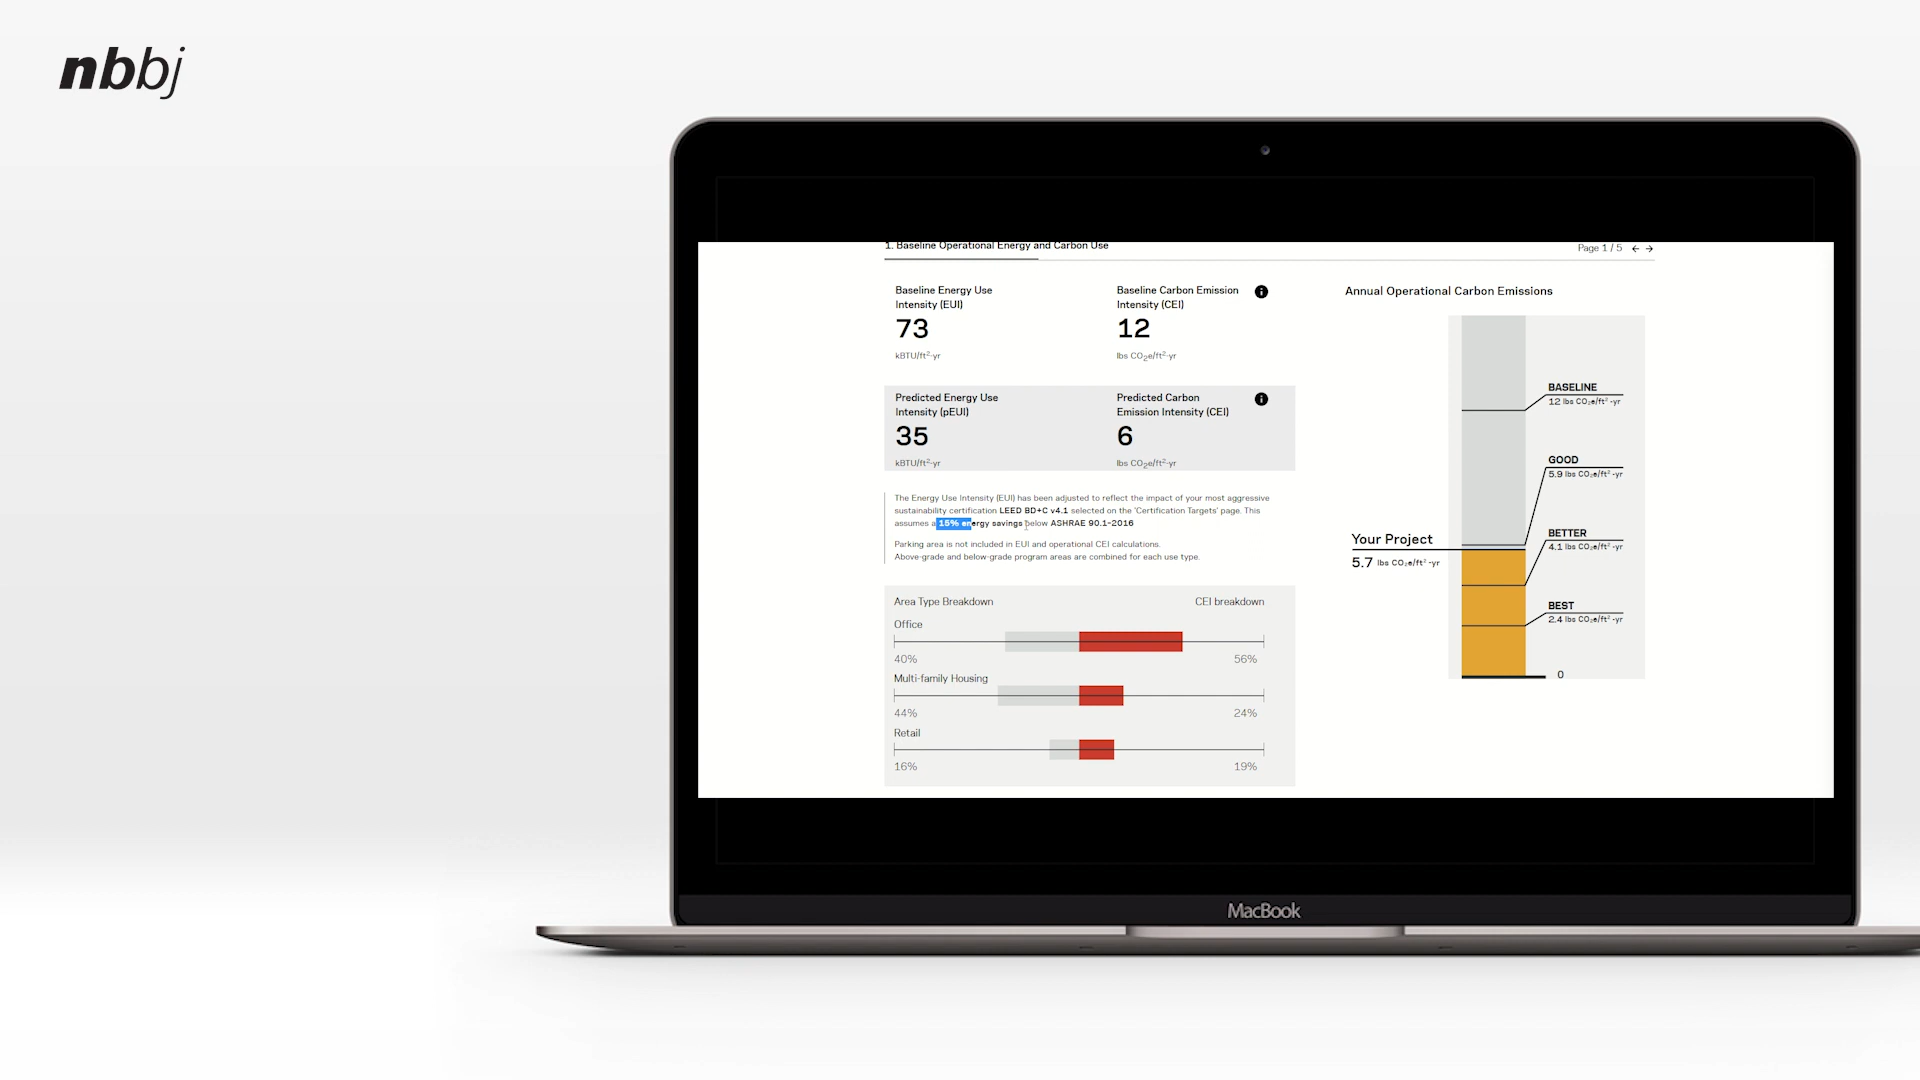 nbbj
1. Baseline Operational Energy and Carbon Use
Page 1 / 5 ← →
Baseline Energy Use
Intensity (EUI)
73
kBTU/ft²-yr
Baseline Carbon Emission
Intensity (CEI)
12
lbs CO₂e/ft²-yr
Predicted Energy Use
Intensity (pEUI)
35
kBTU/ft²-yr
Predicted Carbon
Emission Intensity (CEI)
6
lbs CO₂e/ft²-yr
The Energy Use Intensity (EUI) has been adjusted to reflect the impact of your most aggressive
sustainability certification LEED BD+C v4.1 selected on the 'Certification Targets' page. This
assumes a 15% energy savings below ASHRAE 90.1-2016
Parking area is not included in EUI and operational CEI calculations.
Above-grade and below-grade program areas are combined for each use type.
Area Type Breakdown
CEI breakdown
Office
40%
56%
Multi-family Housing
44%
24%
Retail
16%
19%
Annual Operational Carbon Emissions
BASELINE
12 lbs CO₂e/ft² -yr
GOOD
5.9 lbs CO₂e/ft² -yr
Your Project
5.7 lbs CO₂e/ft² -yr
BETTER
4.1 lbs CO₂e/ft² -yr
BEST
2.4 lbs CO₂e/ft² -yr
0
MacBook